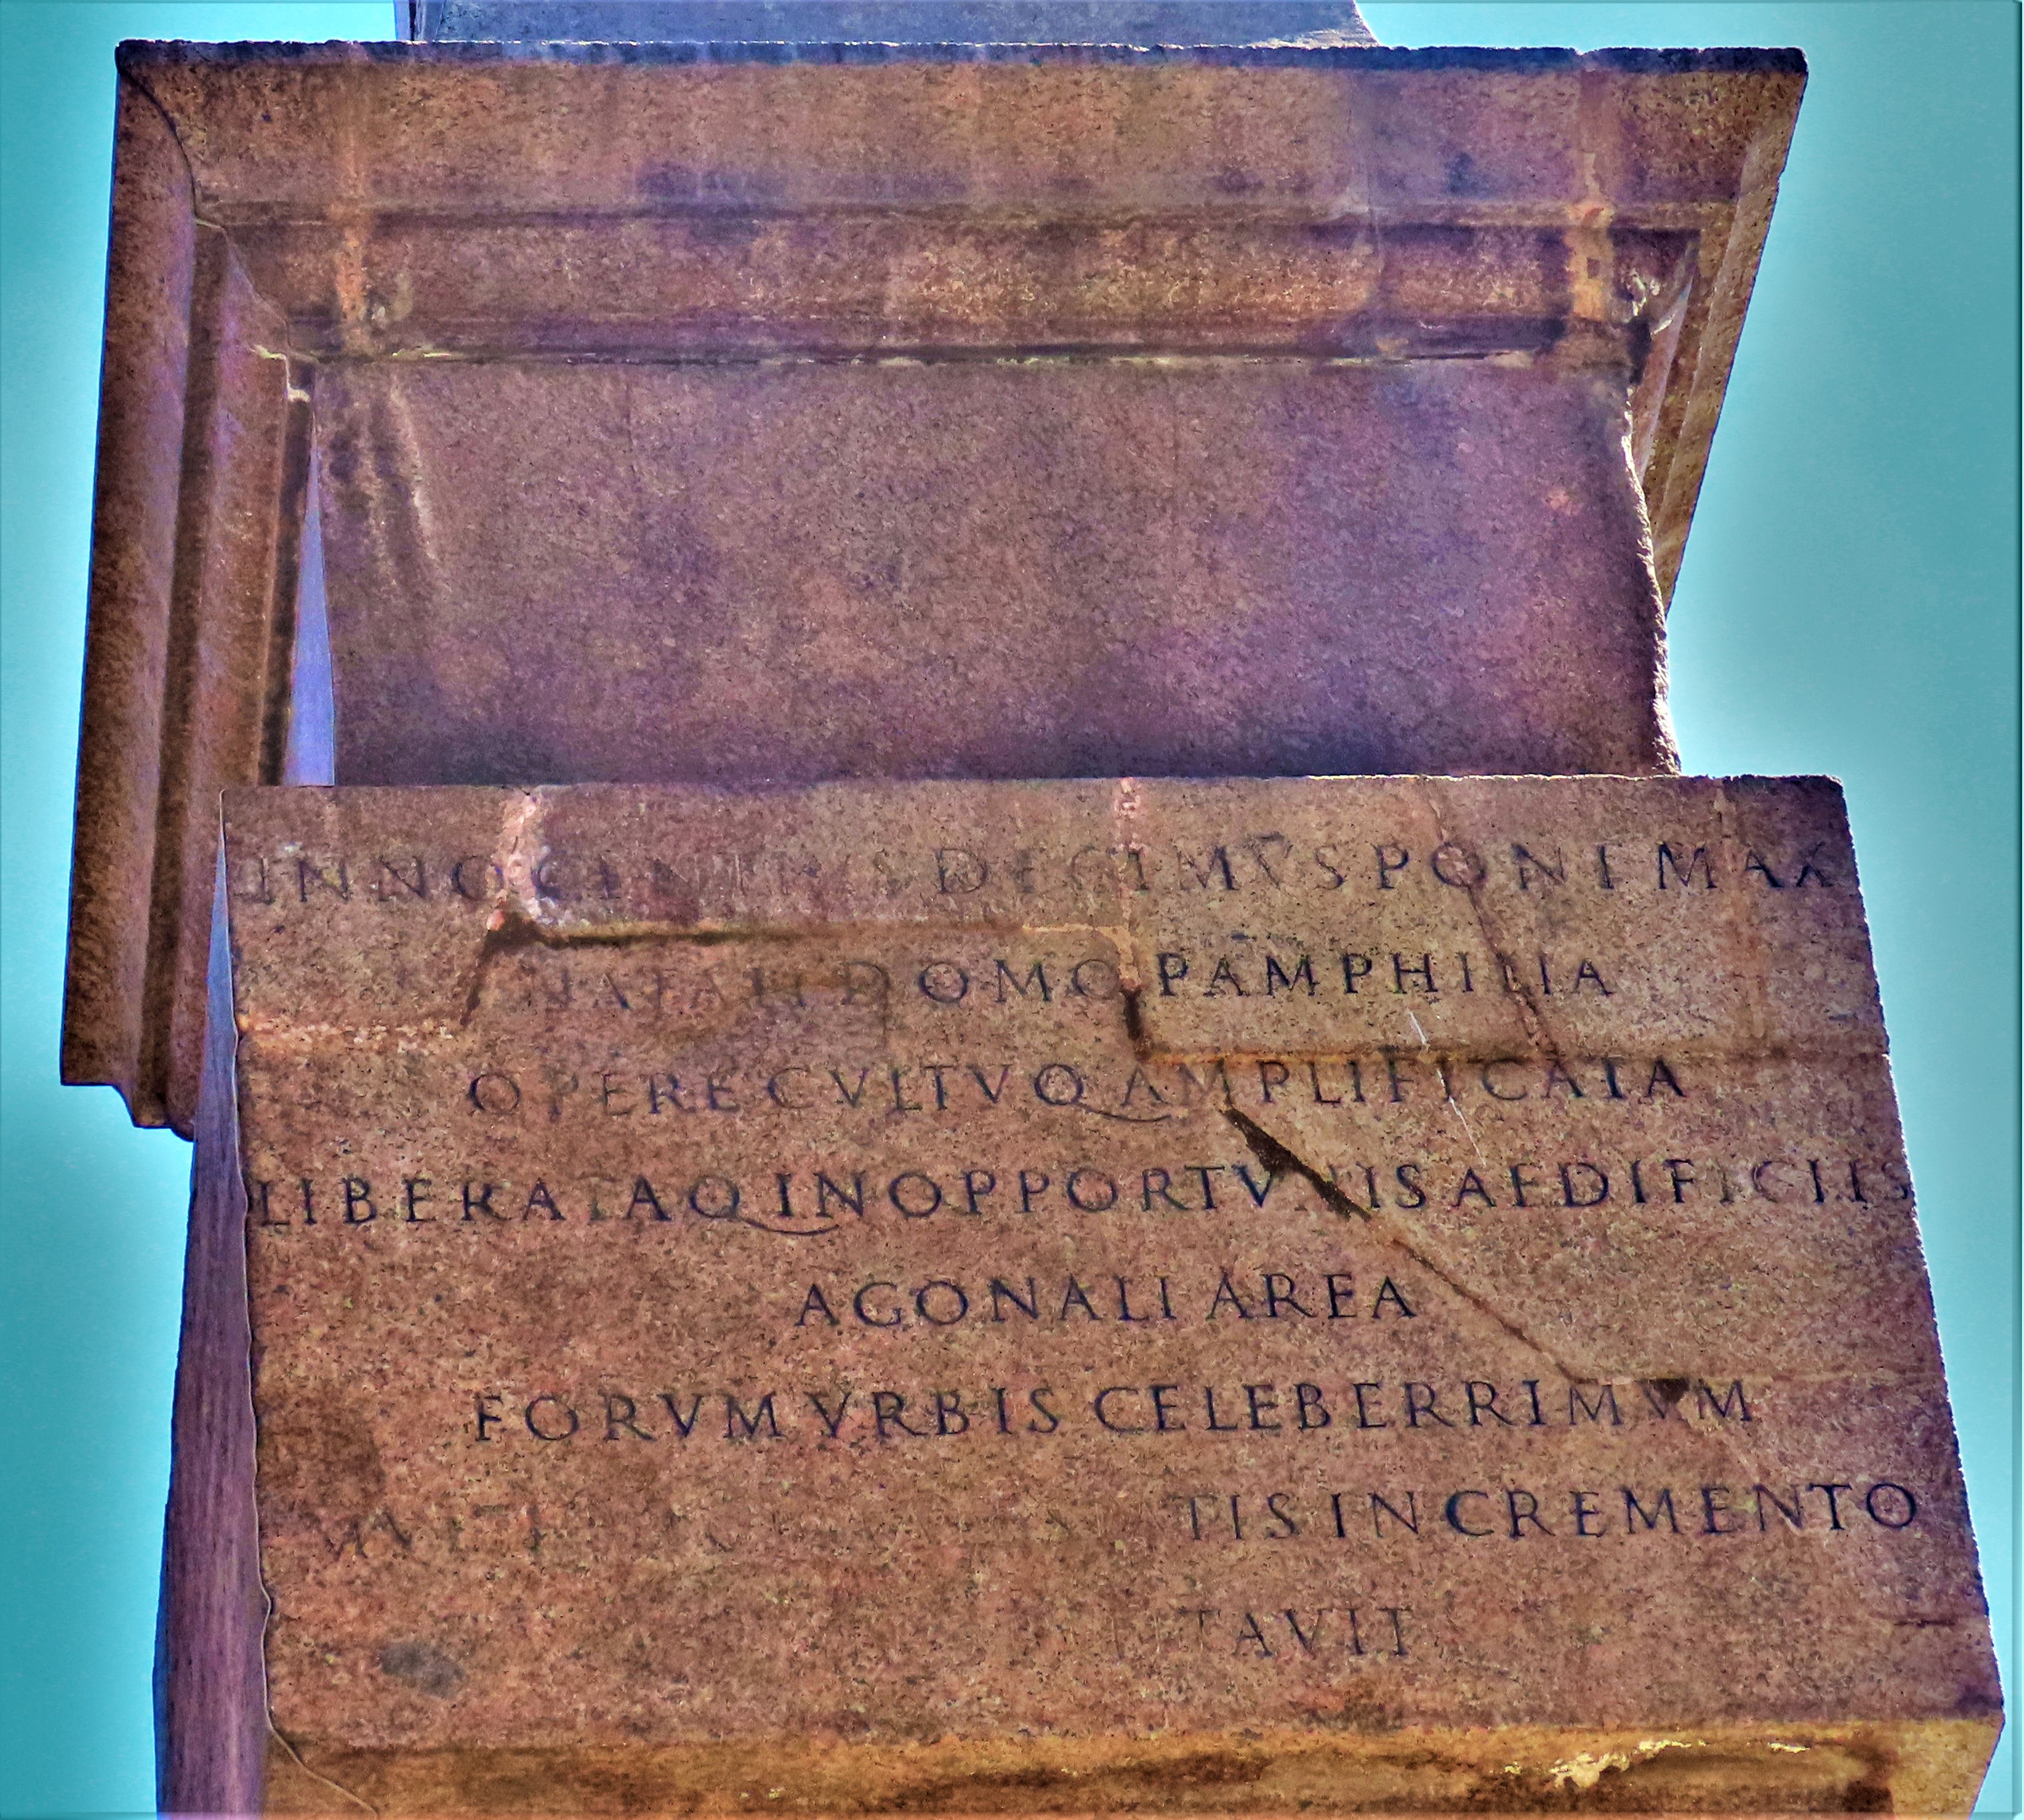 INNOCENTIVS DECIMVS PONT MAX
NATALI DOMO PAMPHILIA
OPERE CVLTVQ AMPLIFICATA
LIBERATAQ INOPPORTVNIS AEDIFICIIS
AGONALI AREA
FORVM VRBIS CELEBERRIMVM
TIS INCREMENTO
TAVIT